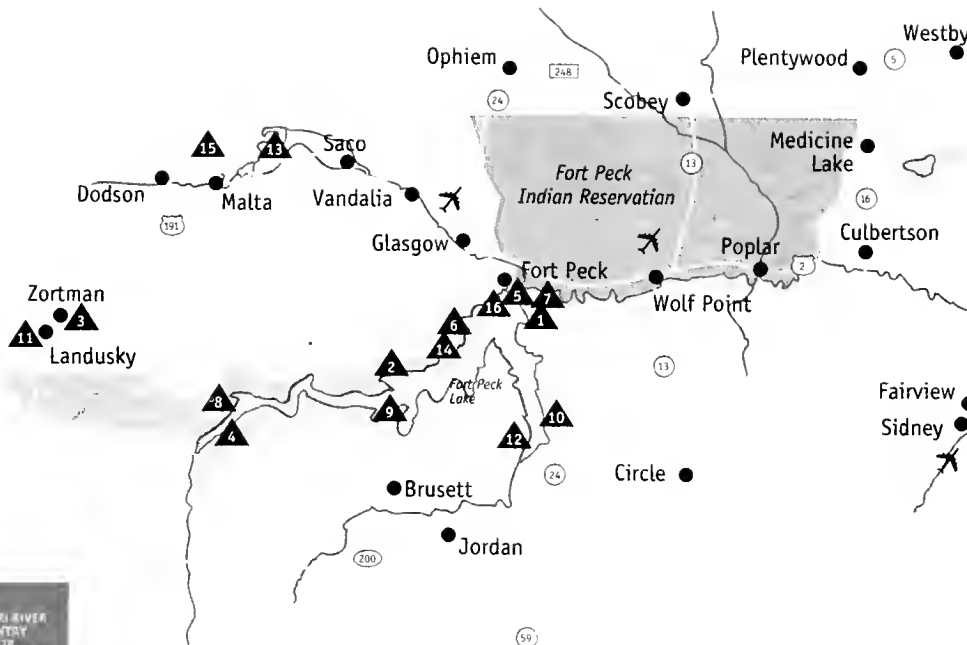 Westby
Ophiem
Plentywood
5
248
24
Scobey
15
13
Saco
13
Medicine
Lake
Fort Peck
Indian Reservation
Dodson
Malta
Vandalia
16
191
Glasgow
Poplar
Culbertson
2
Fort Peck
Wolf Point
Zortman
3
5
7
16
1
11
Landusky
6
14
2
13
Fort Peck
Lake
Fairview
8
9
10
Sidney
4
12
24
Circle
Brusett
Jordan
200
59
RIVER